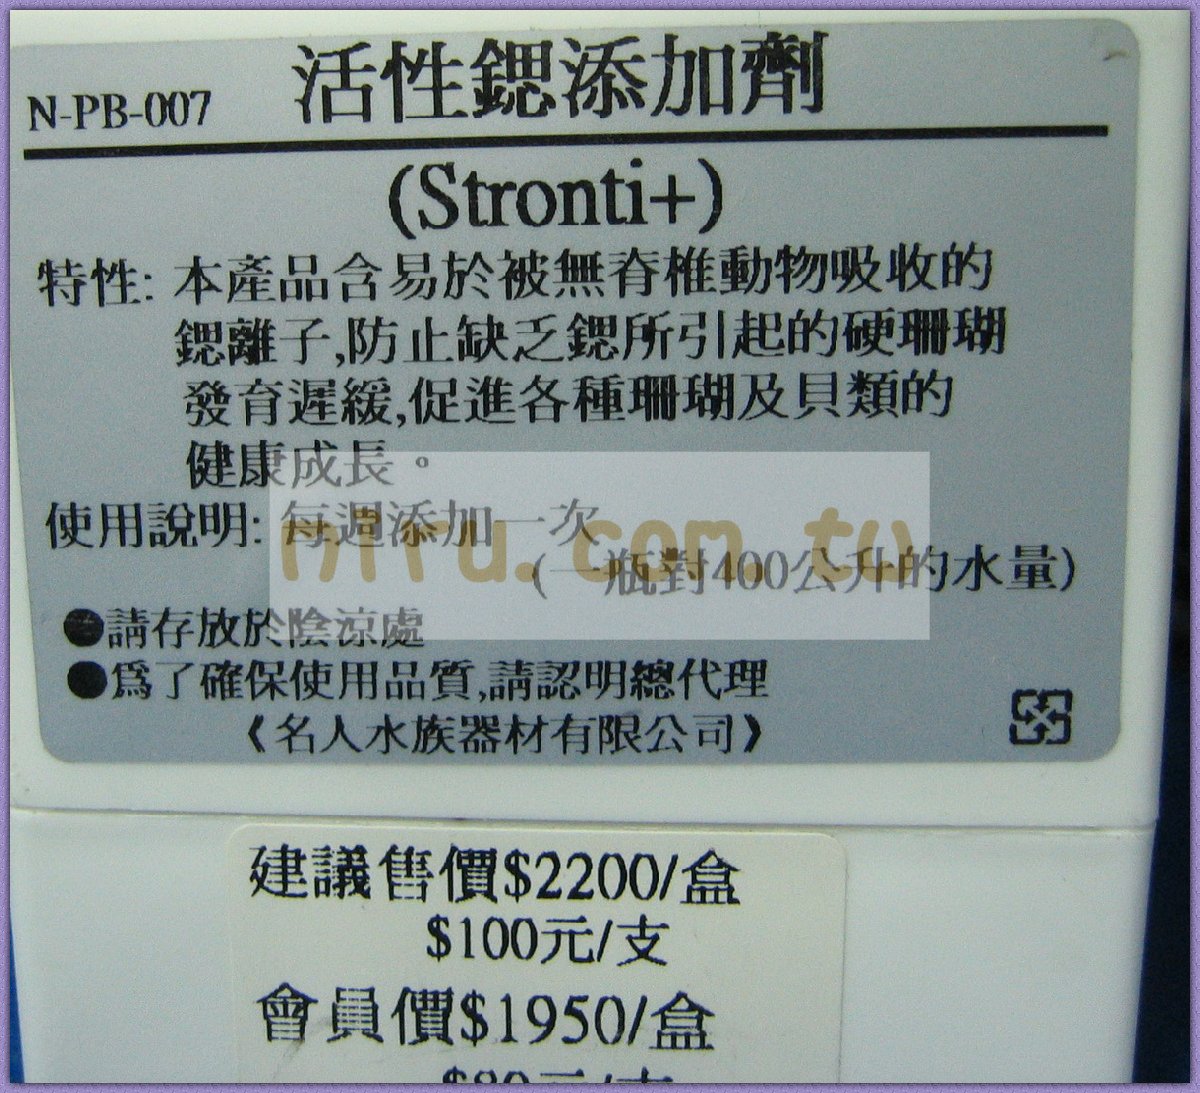 N-PB-007 活性鍶添加劑
(Stronti+)
特性: 本產品含易於被無脊椎動物吸收的
鍶離子,防止缺乏鍶所引起的硬珊瑚
發育遲緩,促進各種珊瑚及貝類的
健康成長。
使用說明: 每週添加一次
(一瓶對400公升的水量)
●請存放於陰涼處
●爲了確保使用品質,請認明總代理
《名人水族器材有限公司》
建議售價$2200/盒
$100元/支
會員價$1950/盒
$80元/支